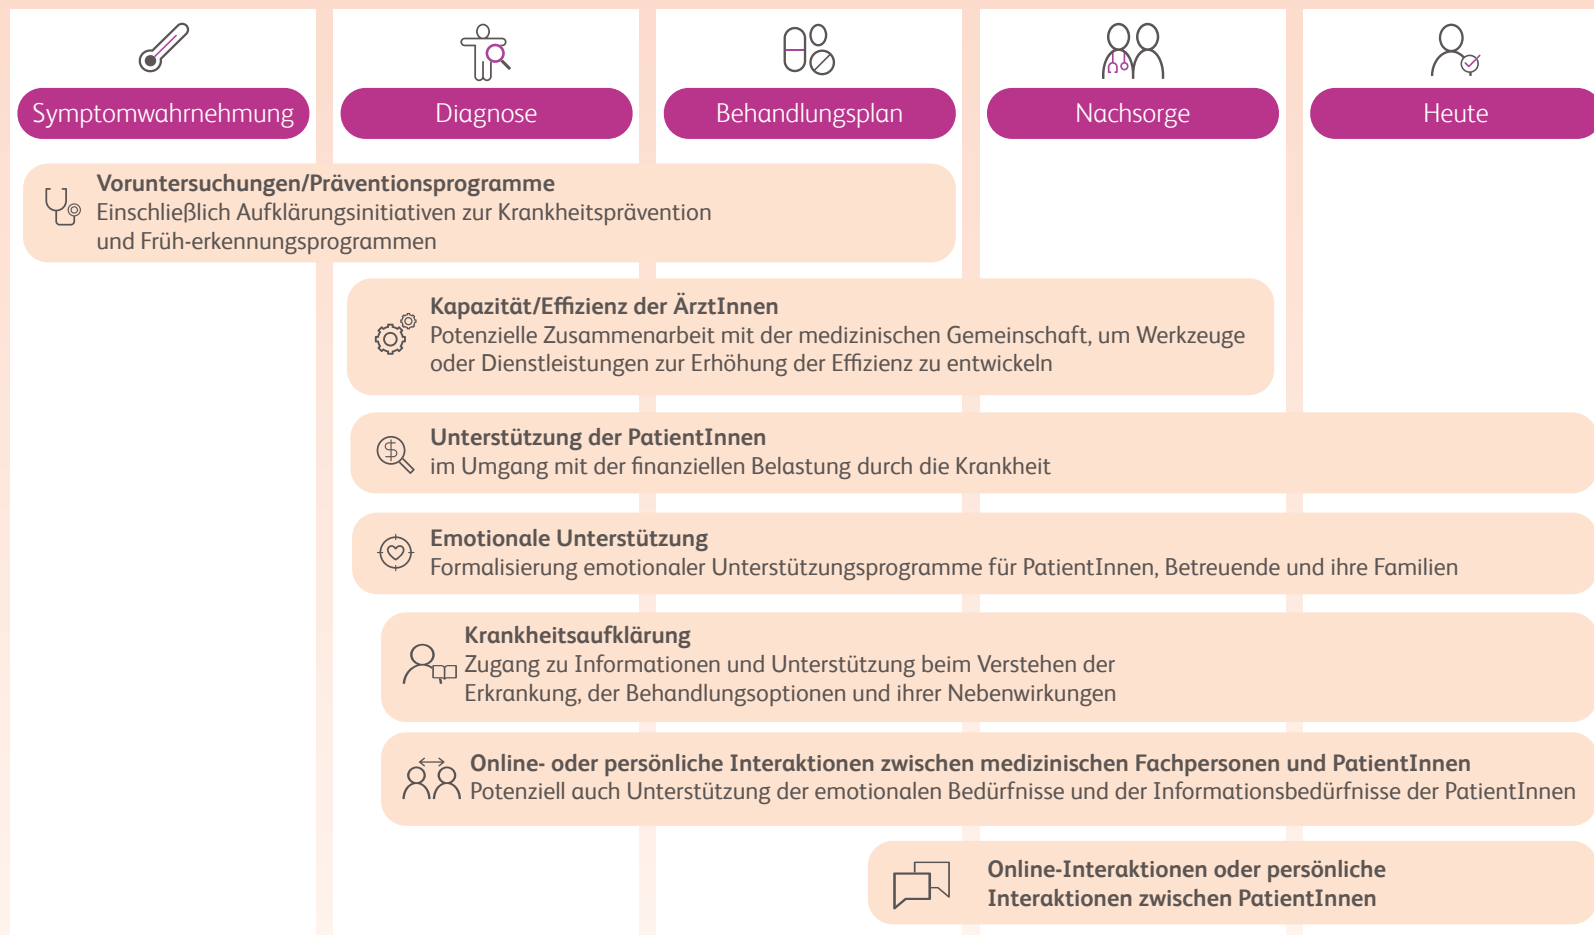 Symptomwahrnehmung
Diagnose
Behandlungsplan
Nachsorge
Heute
Voruntersuchungen/Präventionsprogramme
Einschließlich Aufklärungsinitiativen zur Krankheitsprävention
und Früh-erkennungsprogrammen
Kapazität/Effizienz der ÄrztInnen
Potenzielle Zusammenarbeit mit der medizinischen Gemeinschaft, um Werkzeuge
oder Dienstleistungen zur Erhöhung der Effizienz zu entwickeln
Unterstützung der PatientInnen
im Umgang mit der finanziellen Belastung durch die Krankheit
Emotionale Unterstützung
Formalisierung emotionaler Unterstützungsprogramme für PatientInnen, Betreuende und ihre Familien
Krankheitsaufklärung
Zugang zu Informationen und Unterstützung beim Verstehen der
Erkrankung, der Behandlungsoptionen und ihrer Nebenwirkungen
Online- oder persönliche Interaktionen zwischen medizinischen Fachpersonen und PatientInnen
Potenziell auch Unterstützung der emotionalen Bedürfnisse und der Informationsbedürfnisse der PatientInnen
Online-Interaktionen oder persönliche
Interaktionen zwischen PatientInnen